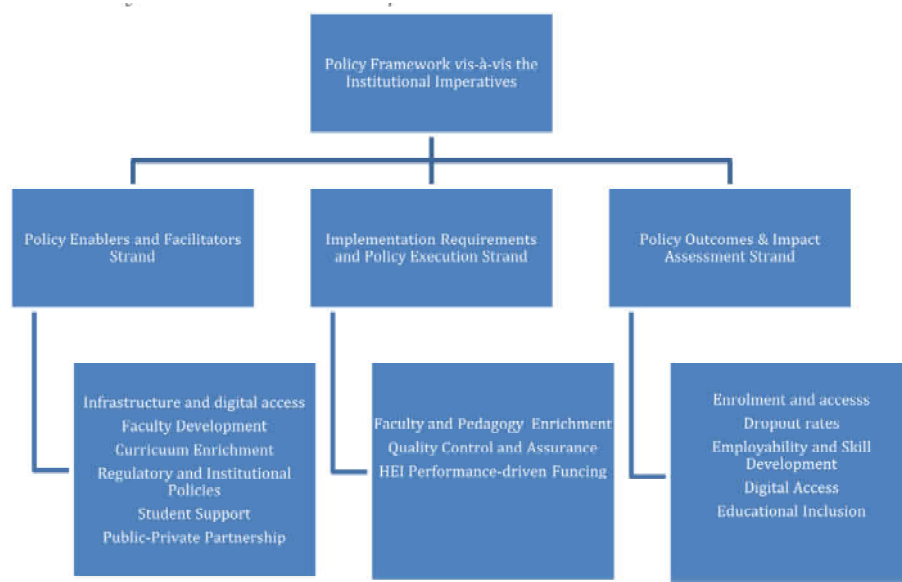 Policy Framework vis-à-vis the
Institutional Imperatives
Policy Enablers and Facilitators
Strand
Implementation Requirements
and Policy Execution Strand
Policy Outcomes & Impact
Assessment Strand
Infrastructure and digital access
Faculty Development
Curricuum Enrichment
Regulatory and Institutional
Policies
Student Support
Public-Private Partnership
Faculty and Pedagogy Enrichment
Quality Control and Assurance
HEI Performance-driven Funcing
Enrolment and accesss
Dropout rates
Employability and Skill
Development
Digital Access
Educational Inclusion